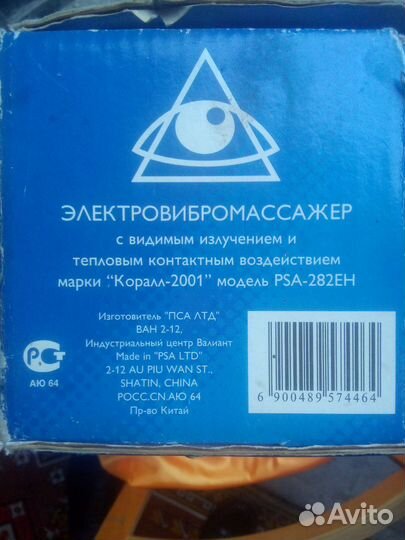 ЭЛЕКТРОВИБРОМАССАЖЕР
с видимым излучением и
тепловым контактным воздействием
марки "Коралл-2001" модель PSA-282EH
Изготовитель "ПСА ЛТД"
ВАН 2-12,
Индустриальный центр Валиант
Made in "PSA LTD"
2-12 AU PIU WAN ST.,
SHATIN, CHINA
РОСС.CN.АЮ 64
Пр-во Китай
РСТ
АЮ 64
6 900489 574464
Avito